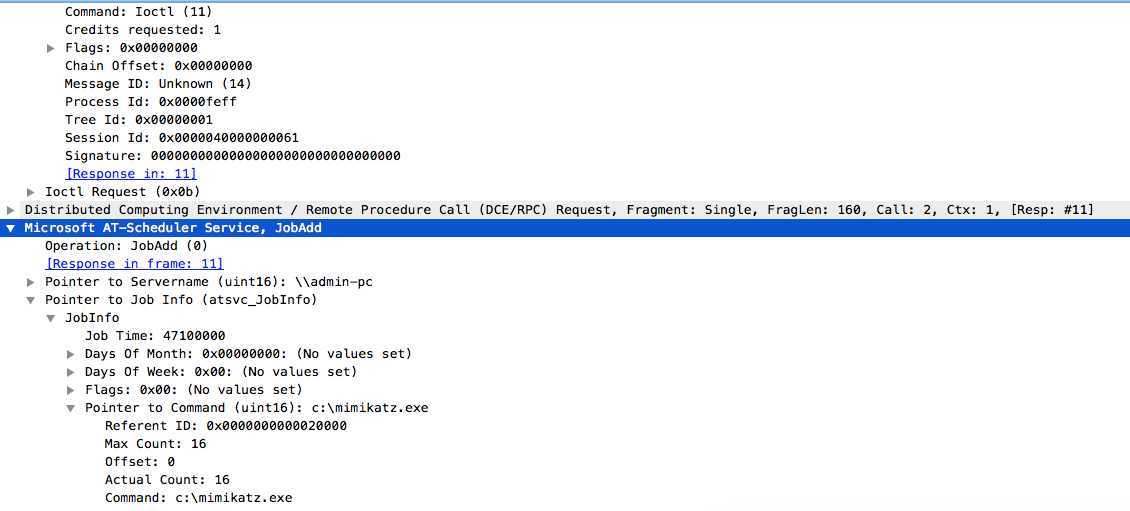 Command: Ioctl (11)
Credits requested: 1
Flags: 0x00000000
Chain Offset: 0x00000000
Message ID: Unknown (14)
Process Id: 0x0000feff
Tree Id: 0x00000001
Session Id: 0x0000040000000061
Signature: 00000000000000000000000000000000
[Response in: 11]
Ioctl Request (0x0b)
Distributed Computing Environment / Remote Procedure Call (DCE/RPC) Request, Fragment: Single, FragLen: 160, Call: 2, Ctx: 1, [Resp: #11]
Microsoft AT-Scheduler Service, JobAdd
Operation: JobAdd (0)
[Response in frame: 11]
Pointer to Servername (uint16): \\admin-pc
Pointer to Job Info (atsvc_JobInfo)
JobInfo
Job Time: 47100000
Days Of Month: 0x00000000: (No values set)
Days Of Week: 0x00: (No values set)
Flags: 0x00: (No values set)
Pointer to Command (uint16): c:\mimikatz.exe
Referent ID: 0x0000000000020000
Max Count: 16
Offset: 0
Actual Count: 16
Command: c:\mimikatz.exe